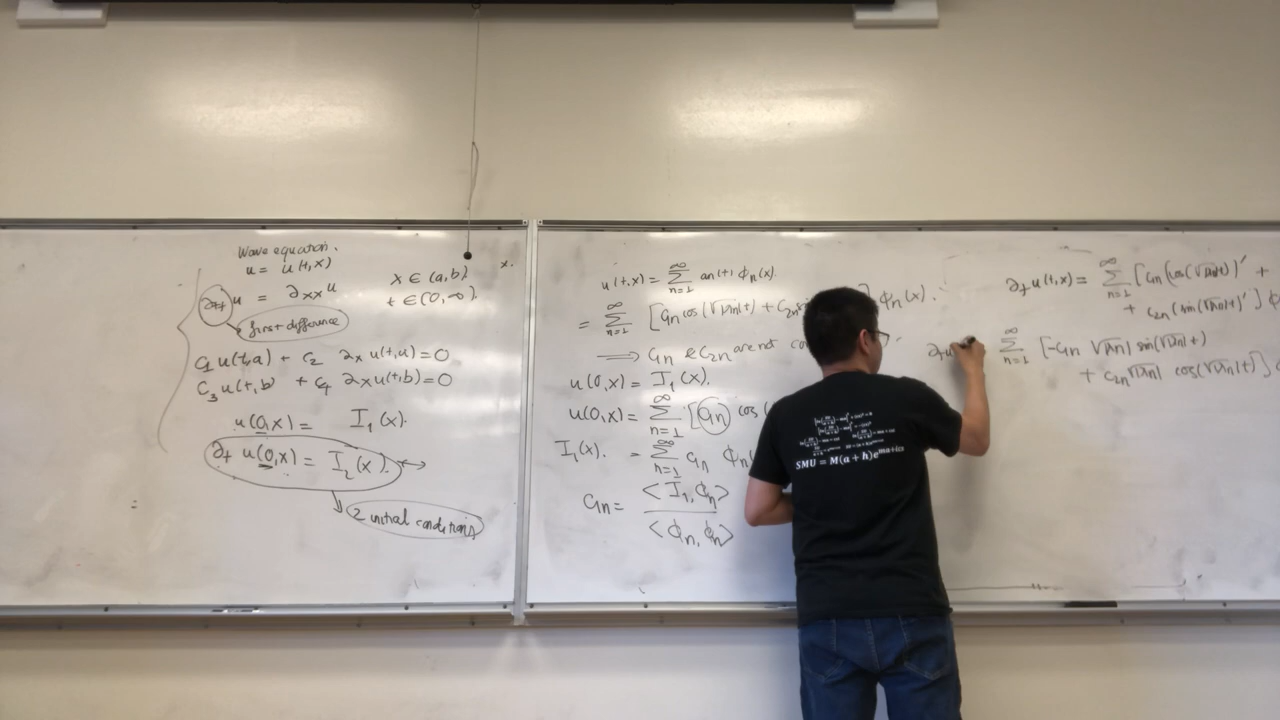 Wave equation.
u = u(t,x)
x ∈ (a,b)
x.
∂tt u = ∂xx u
t ∈ (0,∞).
first difference
c₁ u(t,a) + c₂ ∂x u(t,a) = 0
c₃ u(t,b) + c₄ ∂x u(t,b) = 0
u(0,x) = I₁(x).
∂t u(0,x) = I₂(x).
2 initial conditions
u(t,x) = ∑ n=1 ∞ an(t) ϕn(x).
= ∑ n=1 ∞ [c₁n cos(√|λn|t) + c₂n sin ] ϕn(x).
⟹ c₁n & c₂n are not
u(0,x) = I₁(x).
u(0,x) = ∑ n=1 ∞ [c₁n cos
I₁(x). = ∑ n=1 ∞ c₁n ϕn
c₁n = <I₁, ϕn>
<ϕn, ϕn>
∂t u(t,x) = ∑ n=1 ∞ [c₁n (cos(√|λn|t))' +
+ c₂n (sin(√|λn|t)'] ϕ
∂t u ∑ n=1 ∞ [-c₁n √|λn| sin(√|λn|t)
+ c₂n √|λn| cos(√|λn|t]
SMU = M(a + h)e